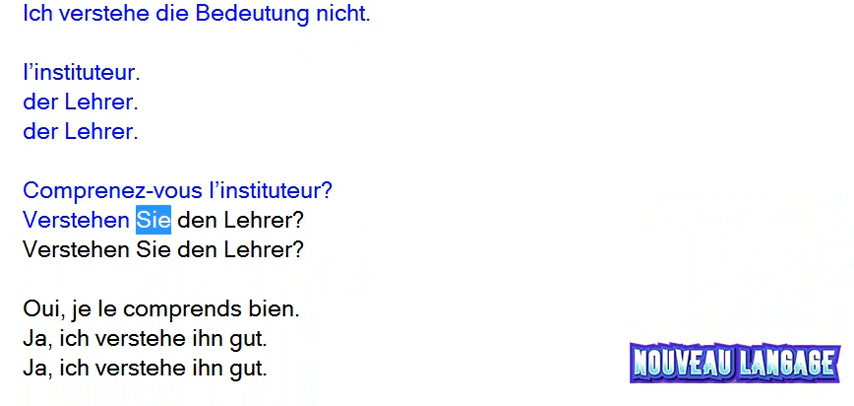 Ich verstehe die Bedeutung nicht.
l’instituteur.
der Lehrer.
der Lehrer.
Comprenez-vous l’instituteur?
Verstehen Sie den Lehrer?
Verstehen Sie den Lehrer?
Oui, je le comprends bien.
Ja, ich verstehe ihn gut.
Ja, ich verstehe ihn gut.
NOUVEAU LANGAGE